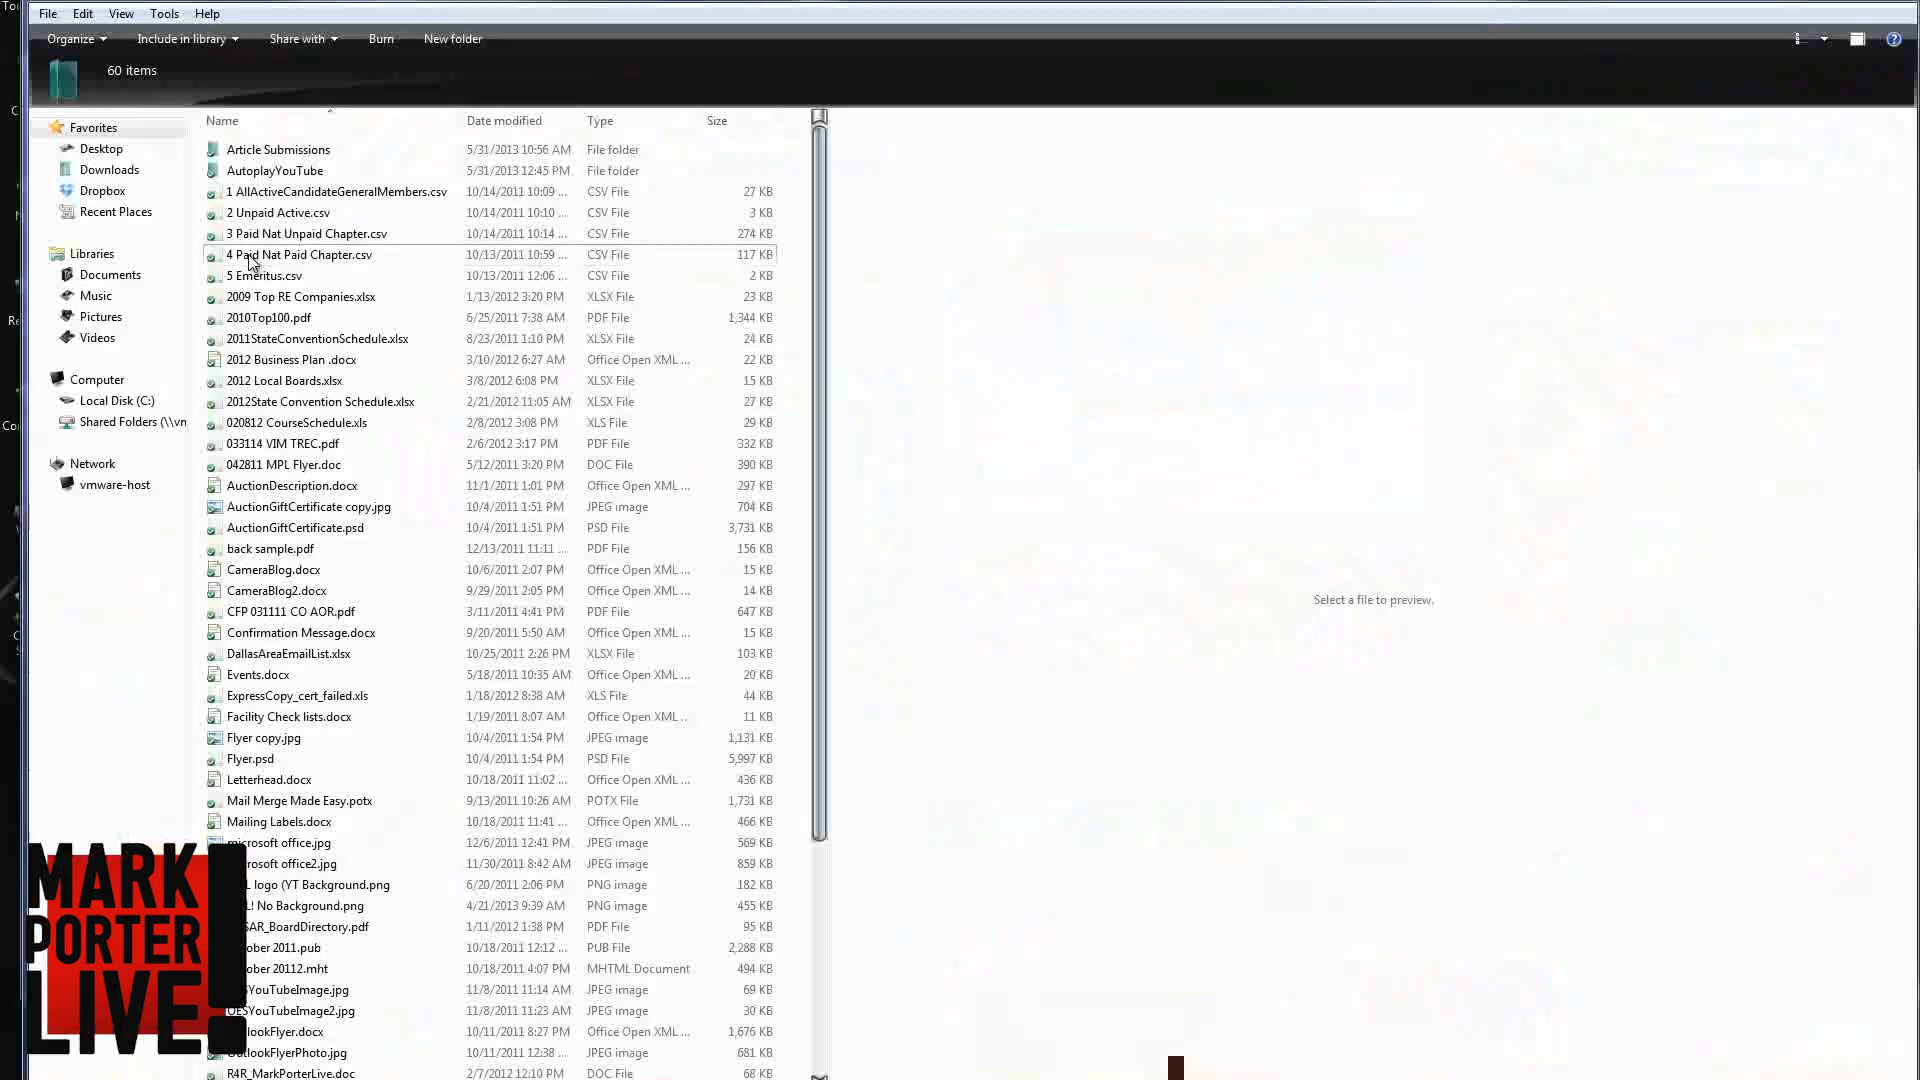 File Edit View Tools Help
Organize Include in library Share with Burn New folder
60 items
Name Date modified Type Size
Favorites
Desktop
Downloads
Dropbox
Recent Places
Libraries
Documents
Music
Pictures
Videos
Computer
Local Disk (C:)
Shared Folders (\\vn
Network
vmware-host
Article Submissions 5/31/2013 10:56 AM File folder
AutoplayYouTube 5/31/2013 12:45 PM File folder
1 AllActiveCandidateGeneralMembers.csv 10/14/2011 10:09 ... CSV File 27 KB
2 Unpaid Active.csv 10/14/2011 10:10 ... CSV File 3 KB
3 Paid Nat Unpaid Chapter.csv 10/14/2011 10:14 ... CSV File 274 KB
4 Paid Nat Paid Chapter.csv 10/13/2011 10:59 ... CSV File 117 KB
5 Emeritus.csv 10/13/2011 12:06 ... CSV File 2 KB
2009 Top RE Companies.xlsx 1/13/2012 3:20 PM XLSX File 23 KB
2010Top100.pdf 6/25/2011 7:38 AM PDF File 1,344 KB
2011StateConventionSchedule.xlsx 8/23/2011 1:10 PM XLSX File 24 KB
2012 Business Plan .docx 3/10/2012 6:27 AM Office Open XML ... 22 KB
2012 Local Boards.xlsx 3/8/2012 6:08 PM XLSX File 15 KB
2012State Convention Schedule.xlsx 2/21/2012 11:05 AM XLSX File 27 KB
020812 CourseSchedule.xls 2/8/2012 3:08 PM XLS File 29 KB
033114 VIM TREC.pdf 2/6/2012 3:17 PM PDF File 332 KB
042811 MPL Flyer.doc 5/12/2011 3:20 PM DOC File 390 KB
AuctionDescription.docx 11/1/2011 1:01 PM Office Open XML ... 297 KB
AuctionGiftCertificate copy.jpg 10/4/2011 1:51 PM JPEG image 704 KB
AuctionGiftCertificate.psd 10/4/2011 1:51 PM PSD File 3,731 KB
back sample.pdf 12/13/2011 11:11 ... PDF File 156 KB
CameraBlog.docx 10/6/2011 2:07 PM Office Open XML ... 15 KB
CameraBlog2.docx 9/29/2011 2:05 PM Office Open XML ... 14 KB
CFP 031111 CO AOR.pdf 3/11/2011 4:41 PM PDF File 647 KB
Confirmation Message.docx 9/20/2011 5:50 AM Office Open XML ... 15 KB
DallasAreaEmailList.xlsx 10/25/2011 2:26 PM XLSX File 103 KB
Events.docx 5/18/2011 10:35 AM Office Open XML ... 20 KB
ExpressCopy_cert_failed.xls 1/18/2012 8:38 AM XLS File 44 KB
Facility Check lists.docx 1/19/2011 8:07 AM Office Open XML ... 11 KB
Flyer copy.jpg 10/4/2011 1:54 PM JPEG image 1,131 KB
Flyer.psd 10/4/2011 1:54 PM PSD File 5,997 KB
Letterhead.docx 10/18/2011 11:02 ... Office Open XML ... 436 KB
Mail Merge Made Easy.potx 9/13/2011 10:26 AM POTX File 1,731 KB
Mailing Labels.docx 10/18/2011 11:41 ... Office Open XML ... 466 KB
microsoft office.jpg 12/6/2011 12:41 PM JPEG image 569 KB
rosoft office2.jpg 11/30/2011 8:42 AM JPEG image 859 KB
L logo (YT Background.png 6/20/2011 2:06 PM PNG image 182 KB
L! No Background.png 4/21/2013 9:39 AM PNG image 455 KB
SAR_BoardDirectory.pdf 1/11/2012 1:38 PM PDF File 95 KB
ober 2011.pub 10/18/2011 12:12 ... PUB File 2,288 KB
ober 20112.mht 10/18/2011 4:07 PM MHTML Document 494 KB
SYouTubeImage.jpg 11/8/2011 11:14 AM JPEG image 69 KB
OESYouTubeImage2.jpg 11/8/2011 11:23 AM JPEG image 30 KB
lookFlyer.docx 10/11/2011 8:27 PM Office Open XML ... 1,676 KB
OutlookFlyerPhoto.jpg 10/11/2011 12:38 ... JPEG image 681 KB
R4R_MarkPorterLive.doc 2/7/2012 12:10 PM DOC File 68 KB
Select a file to preview.
MARK
PORTER
LIVE!